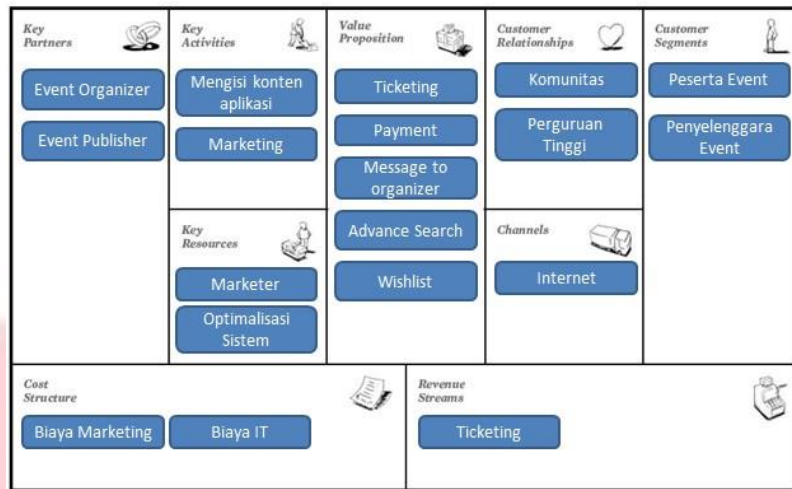 Key
Partners
Event Organizer
Event Publisher
Key
Activities
Mengisi konten
aplikasi
Marketing
Key
Resources
Marketer
Optimalisasi
Sistem
Value
Proposition
Ticketing
Payment
Message to
organizer
Advance Search
Wishlist
Customer
Relationships
Komunitas
Perguruan
Tinggi
Channels
Internet
Customer
Segments
Peserta Event
Penyelenggara
Event
Cost
Structure
Biaya Marketing
Biaya IT
Revenue
Streams
Ticketing